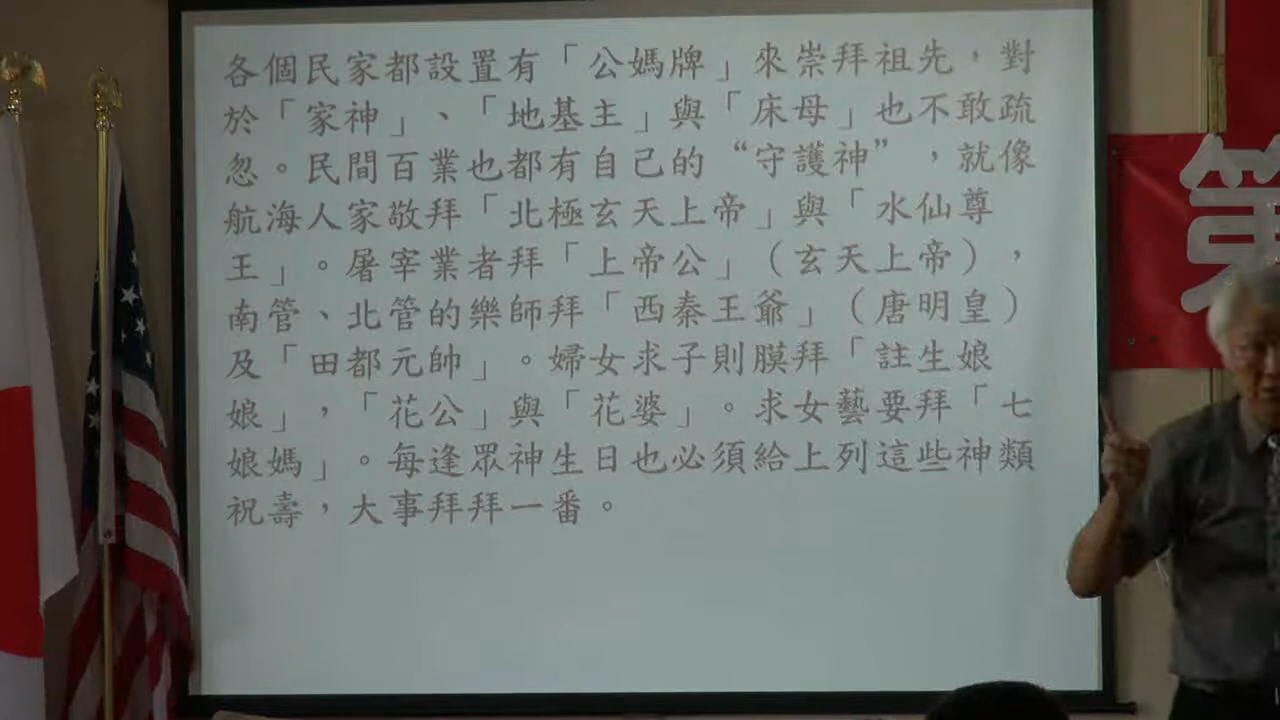 各個民家都設置有「公媽牌」來崇拜祖先，對
於「家神」、「地基主」與「床母」也不敢疏
忽。民間百業也都有自己的“守護神”，就像
航海人家敬拜「北極玄天上帝」與「水仙尊
王」。屠宰業者拜「上帝公」（玄天上帝），
南管、北管的樂師拜「西秦王爺」（唐明皇）
及「田都元帥」。婦女求子則膜拜「註生娘
娘」，「花公」與「花婆」。求女藝要拜「七
娘媽」。每逢眾神生日也必須給上列這些神類
祝壽，大事拜拜一番。
第